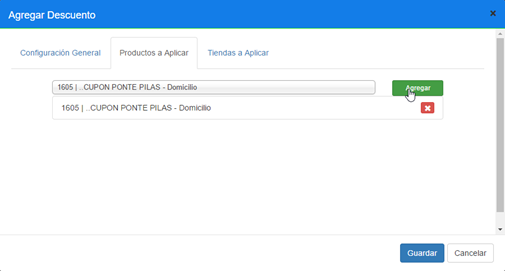 Agregar Descuento
Configuración General
Productos a Aplicar
Tiendas a Aplicar
1605 | ..CUPON PONTE PILAS - Domicilio
Agregar
1605 | ..CUPON PONTE PILAS - Domicilio
Guardar
Cancelar